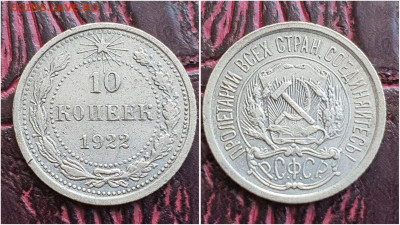 10
КОПЕЕК
1922
ПРОЛЕТАРИИ ВСЕХ СТРАН, СОЕДИНЯЙТЕСЬ!
Р.С.Ф.С.Р.